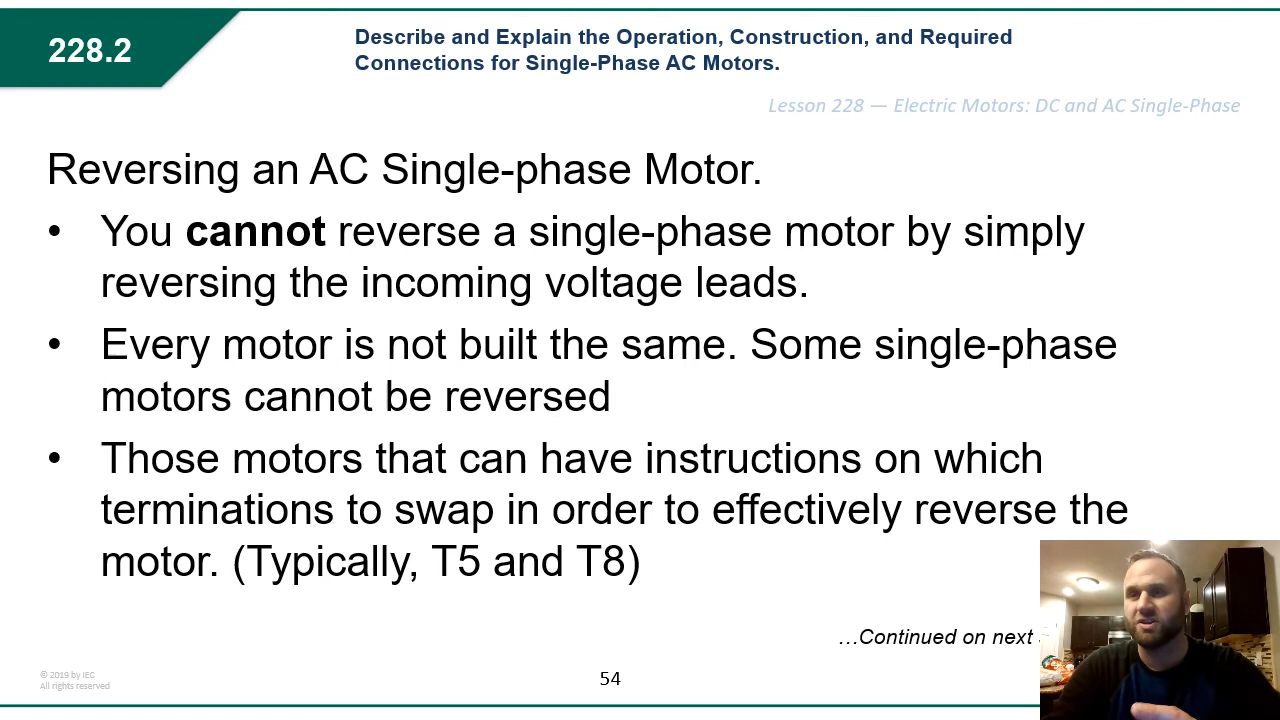 228.2
Describe and Explain the Operation, Construction, and Required
Connections for Single-Phase AC Motors.
Lesson 228 — Electric Motors: DC and AC Single-Phase
Reversing an AC Single-phase Motor.
• You cannot reverse a single-phase motor by simply
reversing the incoming voltage leads.
• Every motor is not built the same. Some single-phase
motors cannot be reversed
• Those motors that can have instructions on which
terminations to swap in order to effectively reverse the
motor. (Typically, T5 and T8)
…Continued on next
© 2019 by IEC
All rights reserved
54